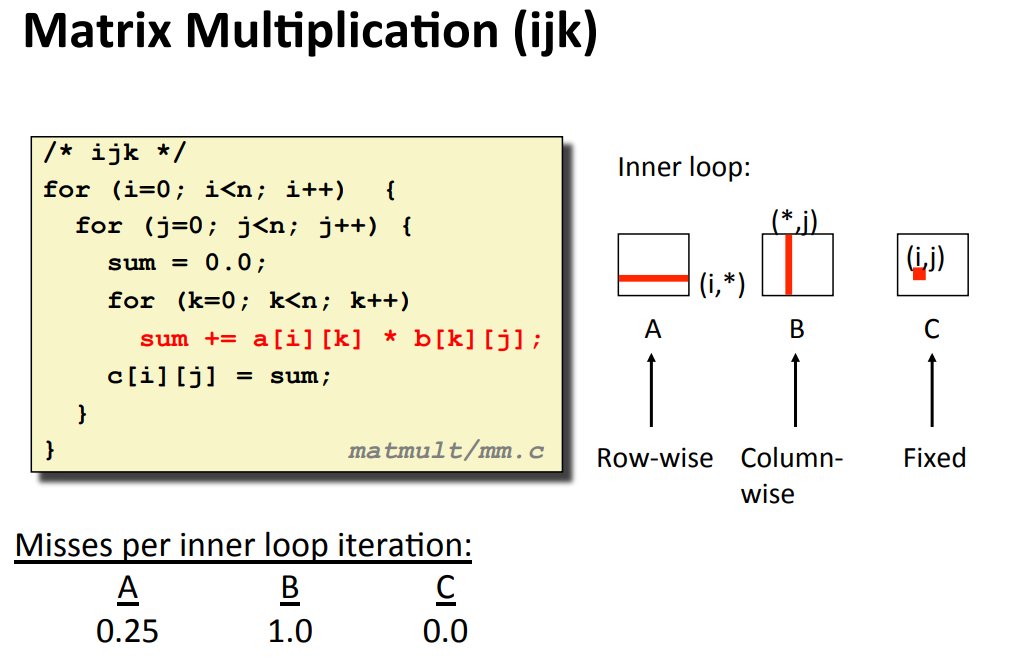 Matrix Multiplication (ijk)
/* ijk */
for (i=0; i<n; i++)  {
  for (j=0; j<n; j++) {
    sum = 0.0;
    for (k=0; k<n; k++)
      sum += a[i][k] * b[k][j];
    c[i][j] = sum;
  }
}
matmult/mm.c
Inner loop:
(*,j)
(i,*)
(i,j)
A B C
Row-wise Column- Fixed
wise
Misses per inner loop iteration:
A B C
0.25 1.0 0.0